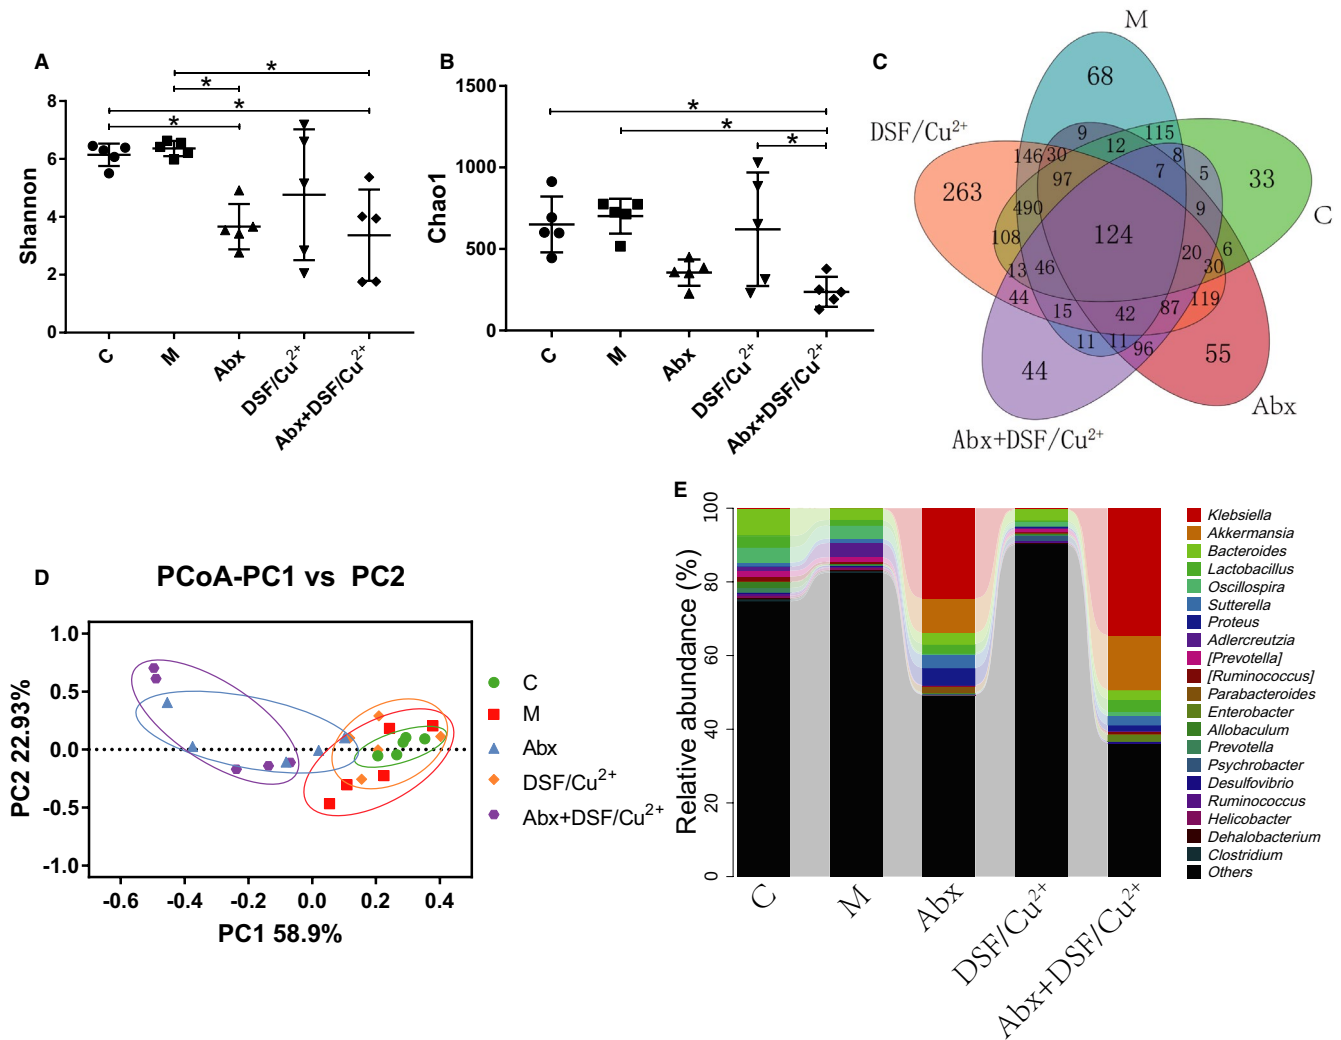 A
Shannon
8
6
4
2
0
* * * *
C M Abx DSF/Cu²⁺ Abx+DSF/Cu²⁺
B
Chao1
1500
1000
500
0
* * *
C M Abx DSF/Cu²⁺ Abx+DSF/Cu²⁺
C
M
68
DSF/Cu²⁺
9 115
146 30 12 8
97 7 5 33
263
490 9
C
108 124 6
13 46 20 30
44 15 42 87 119
11 11 96
44 55
Abx
Abx+DSF/Cu²⁺
D
PCoA-PC1 vs PC2
PC2 22.93%
1.0
0.5
0.0
-0.5
-1.0
-0.6 -0.4 -0.2 0.0 0.2 0.4
PC1 58.9%
C
M
Abx
DSF/Cu²⁺
Abx+DSF/Cu²⁺
E
Relative abundance (%)
100
80
60
40
20
0
C M Abx DSF/Cu²⁺ Abx+DSF/Cu²⁺
Klebsiella
Akkermansia
Bacteroides
Lactobacillus
Oscillospira
Sutterella
Proteus
Adlercreutzia
[Prevotella]
[Ruminococcus]
Parabacteroides
Enterobacter
Allobaculum
Prevotella
Psychrobacter
Desulfovibrio
Ruminococcus
Helicobacter
Dehalobacterium
Clostridium
Others